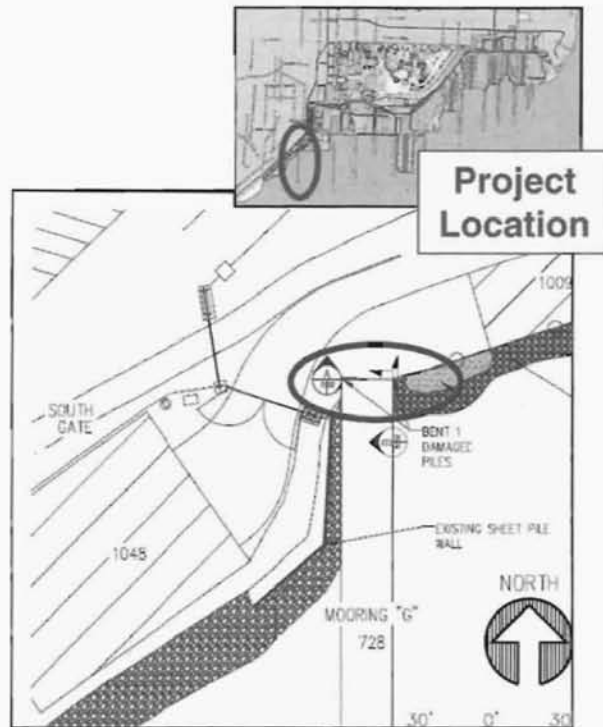 Project
Location
1009
SOUTH
GATE
BENT 1
DAMAGED
PILES
EXISTING SHEET PILE
WALL
1048
NORTH
MOORING "G"
728
30'
0'
30